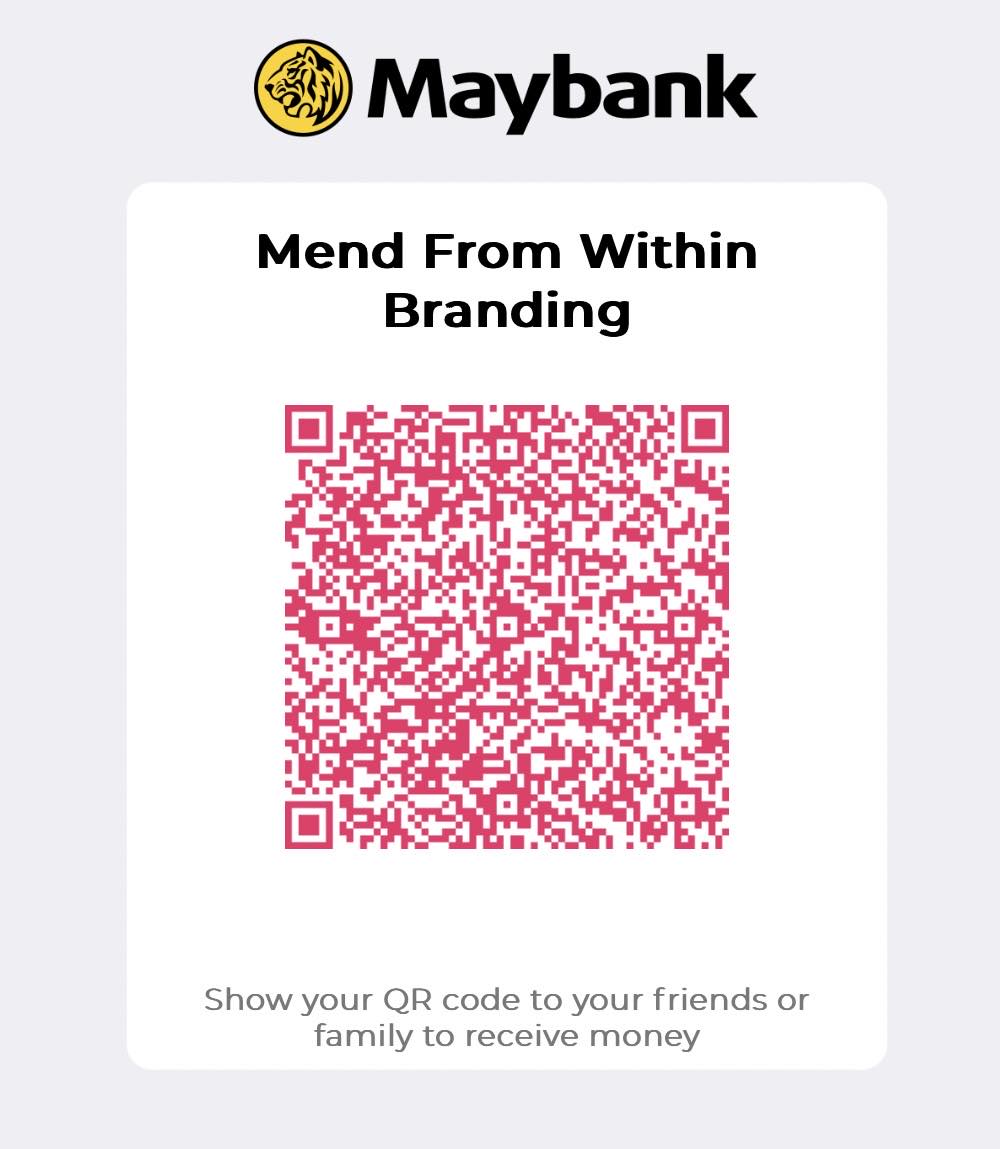 Maybank
Mend From Within
Branding
Show your QR code to your friends or
family to receive money